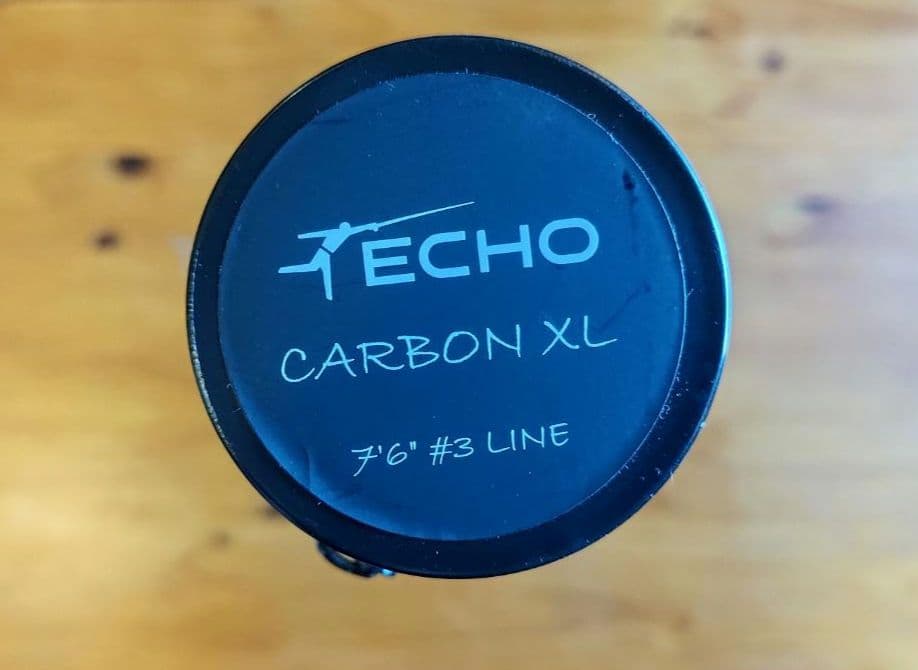 ECHO
CARBON XL
7'6" #3 LINE